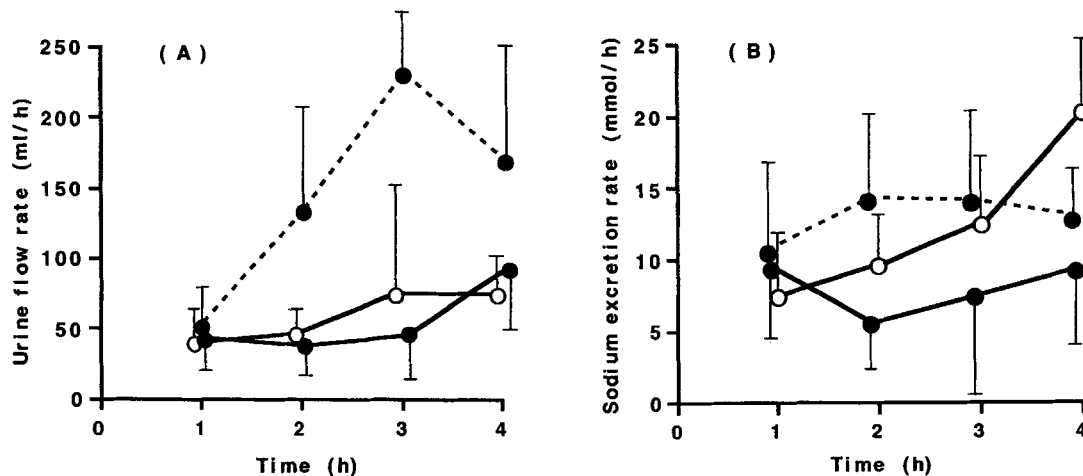 (A)
Urine flow rate (ml/h)
250
200
150
100
50
0
0 1 2 3 4
Time (h)
(B)
Sodium excretion rate (mmol/h)
25
20
15
10
5
0
0 1 2 3 4
Time (h)